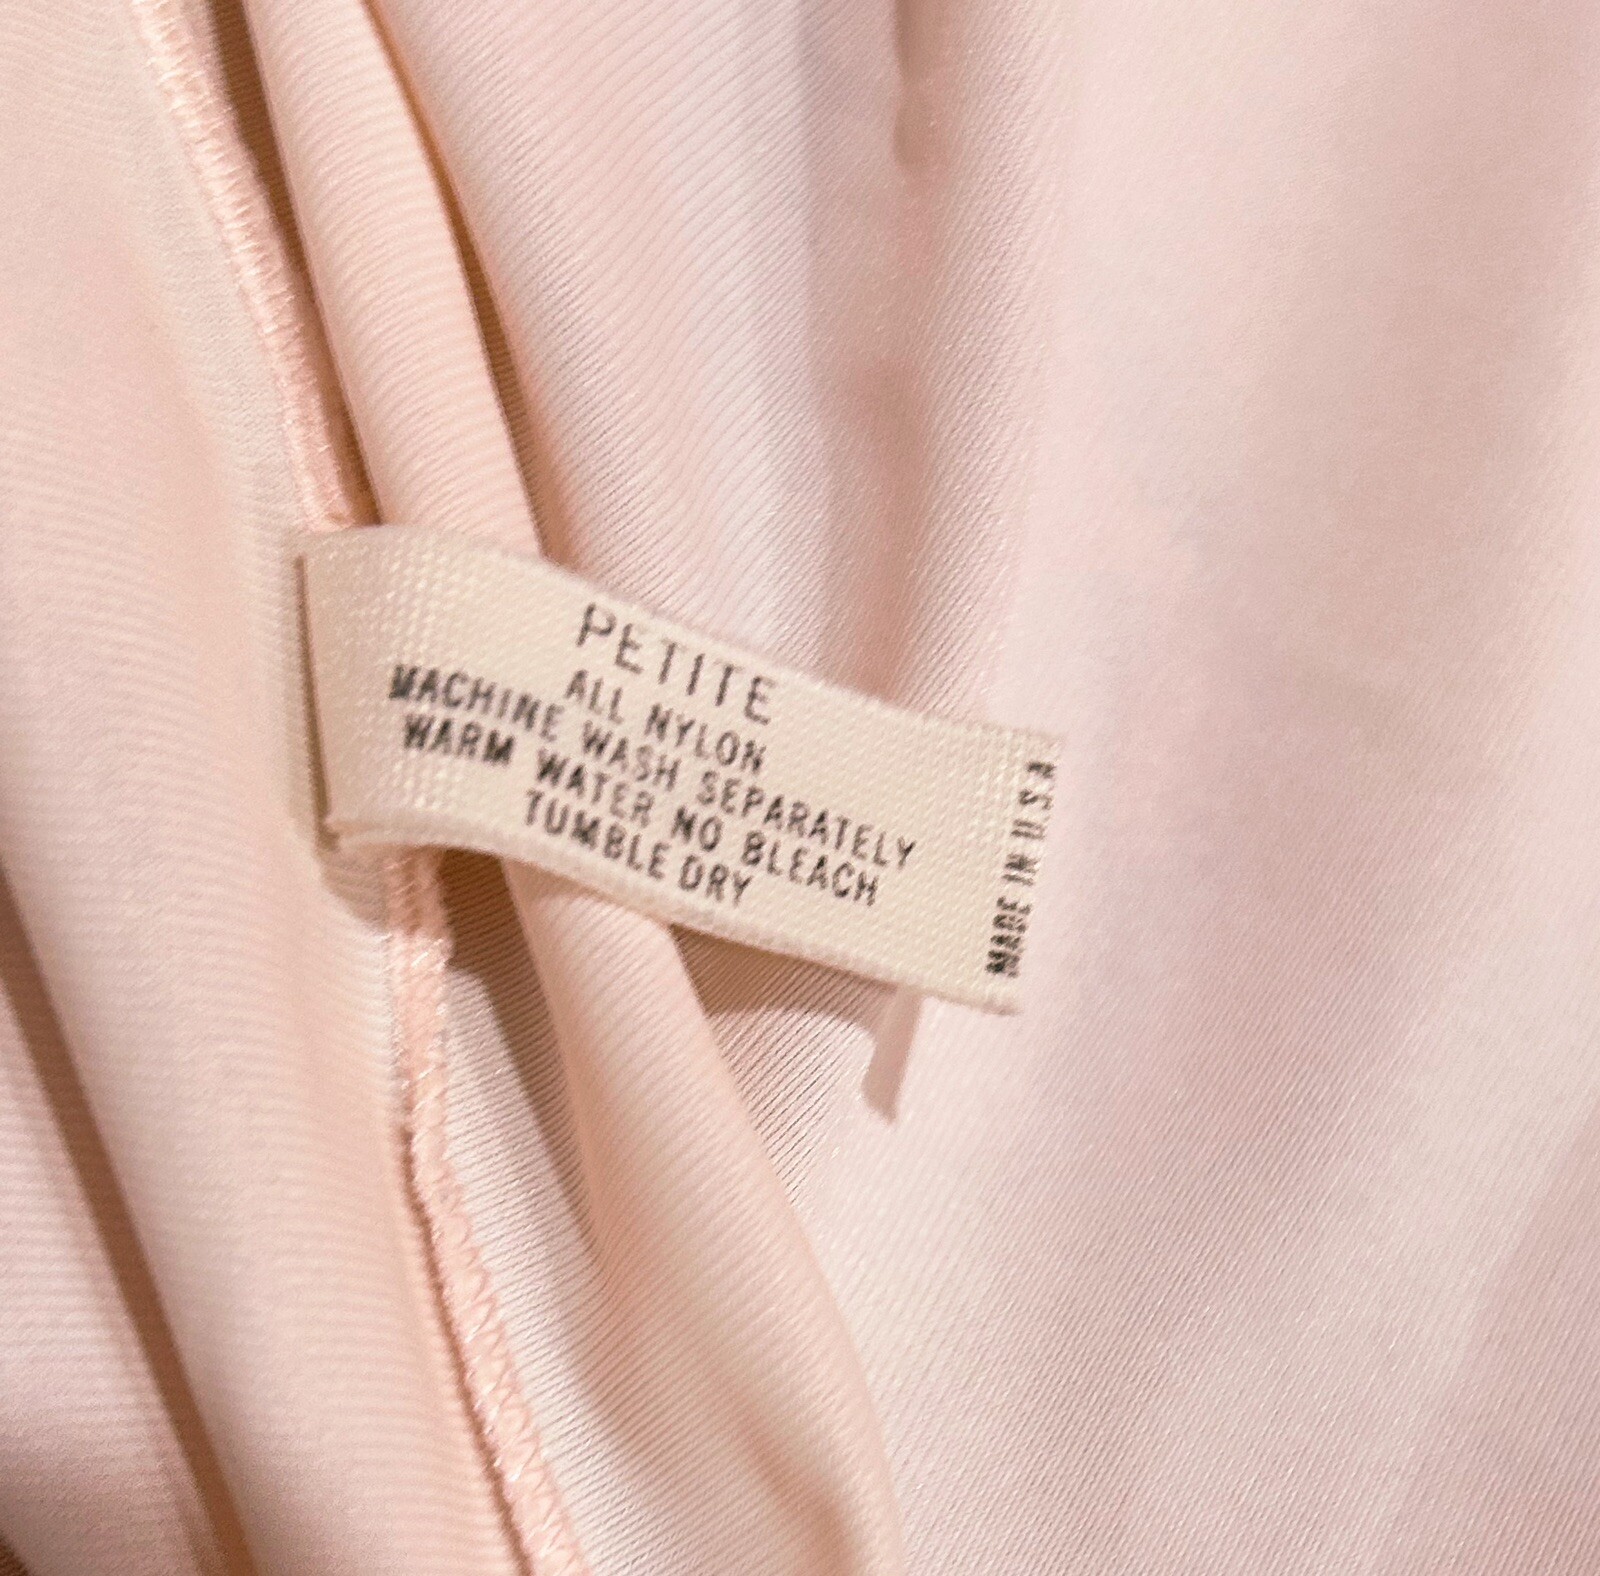 PETITE
ALL NYLON
MACHINE WASH SEPARATELY
WARM WATER NO BLEACH
TUMBLE DRY
MADE IN U.S.A